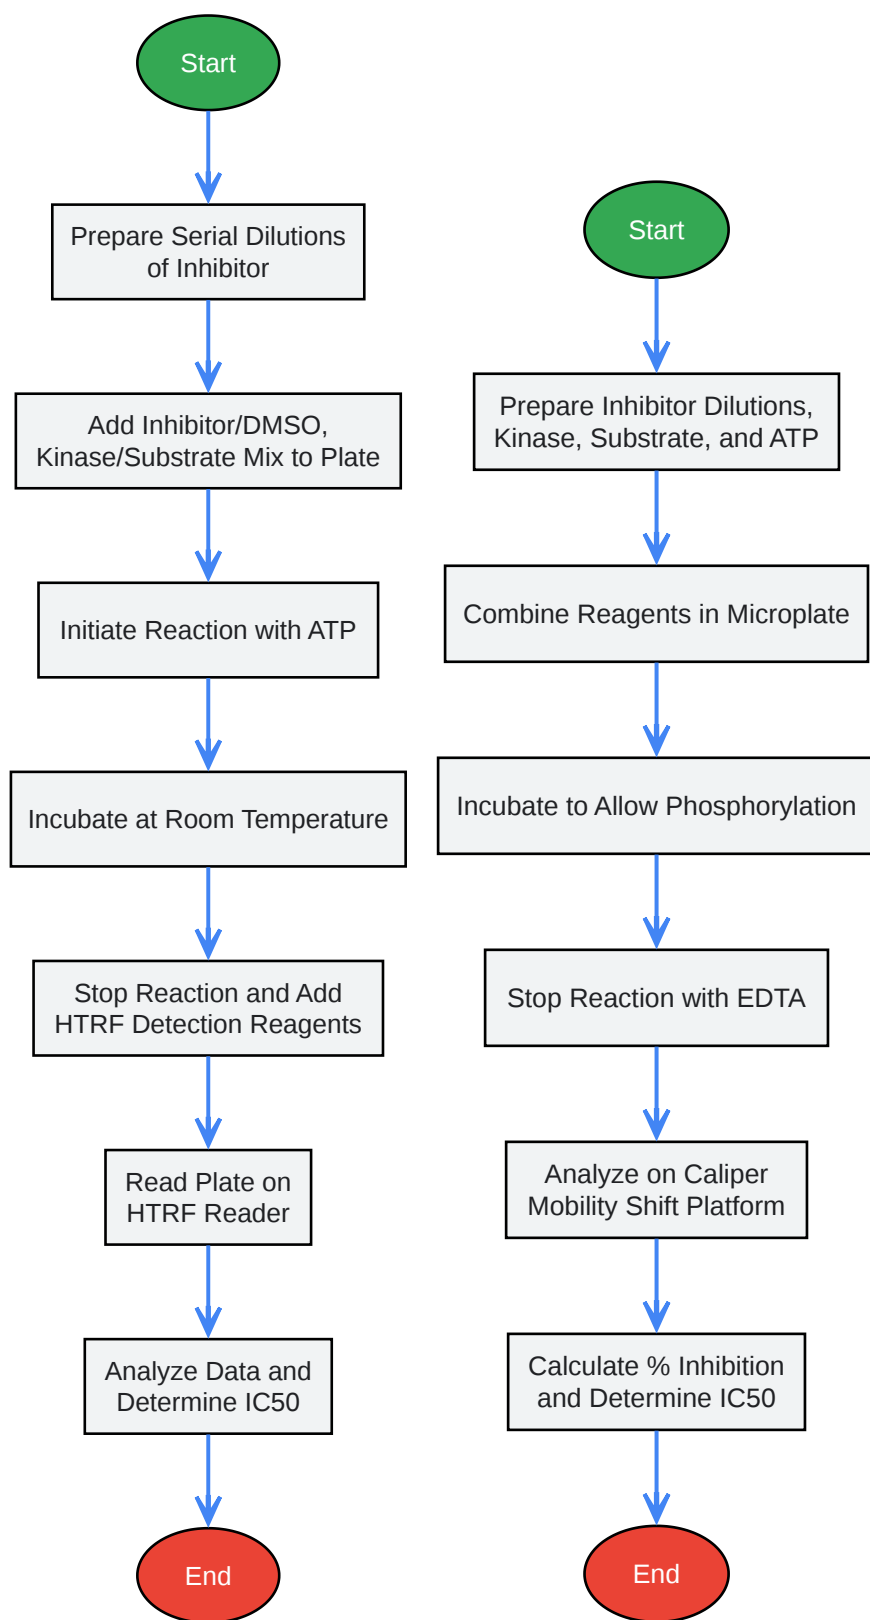 Start
Prepare Serial Dilutions
of Inhibitor
Add Inhibitor/DMSO,
Kinase/Substrate Mix to Plate
Initiate Reaction with ATP
Incubate at Room Temperature
Stop Reaction and Add
HTRF Detection Reagents
Read Plate on
HTRF Reader
Analyze Data and
Determine IC50
End
Start
Prepare Inhibitor Dilutions,
Kinase, Substrate, and ATP
Combine Reagents in Microplate
Incubate to Allow Phosphorylation
Stop Reaction with EDTA
Analyze on Caliper
Mobility Shift Platform
Calculate % Inhibition
and Determine IC50
End